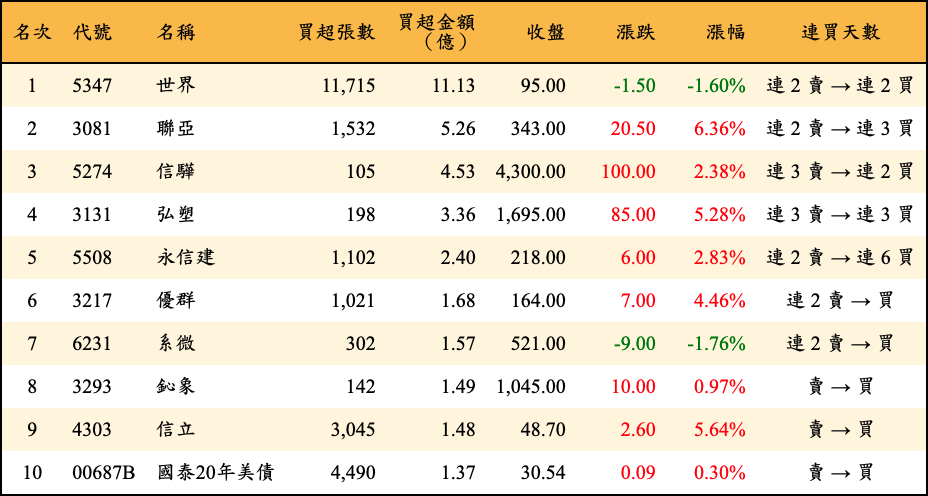 名次 代號 名稱 買超張數 買超金額（億） 收盤 漲跌 漲幅 連買天數
1 5347 世界 11,715 11.13 95.00 -1.50 -1.60% 連 2 賣 → 連 2 買
2 3081 聯亞 1,532 5.26 343.00 20.50 6.36% 連 2 賣 → 連 3 買
3 5274 信驊 105 4.53 4,300.00 100.00 2.38% 連 3 賣 → 連 2 買
4 3131 弘塑 198 3.36 1,695.00 85.00 5.28% 連 3 賣 → 連 3 買
5 5508 永信建 1,102 2.40 218.00 6.00 2.83% 連 2 賣 → 連 6 買
6 3217 優群 1,021 1.68 164.00 7.00 4.46% 連 2 賣 → 買
7 6231 系微 302 1.57 521.00 -9.00 -1.76% 連 2 賣 → 買
8 3293 鈊象 142 1.49 1,045.00 10.00 0.97% 賣 → 買
9 4303 信立 3,045 1.48 48.70 2.60 5.64% 賣 → 買
10 00687B 國泰20年美債 4,490 1.37 30.54 0.09 0.30% 賣 → 買